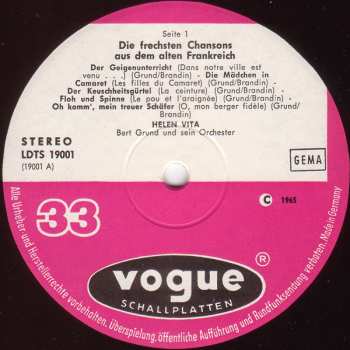 Seite 1
Die frechsten Chansons
aus dem alten Frankreich
Der Geigenunterricht (Dans notre ville est
venu . . .) (Grund/Brandin) - Die Mädchen in
Camaret (Les filles du Camaret) (Grund/Brandin) -
Der Keuschheitsgürtel (La ceinture) (Grund/Brandin) -
Floh und Spinne (Le pou et l'araignée) (Grund/Brandin) -
Oh komm', mein treuer Schäfer (O, mon berger fidèle) (Grund/
Brandin)
HELEN VITA
Bert Grund und sein Orchester
STEREO
LDTS 19001
(19001 A)
GEMA
33
C 1965
vogue ®
SCHALLPLATTEN
Alle Urheber und Herstellerrechte vorbehalten. Überspielung, öffentliche Aufführung und Rundfunksendung verboten. Made in Germany